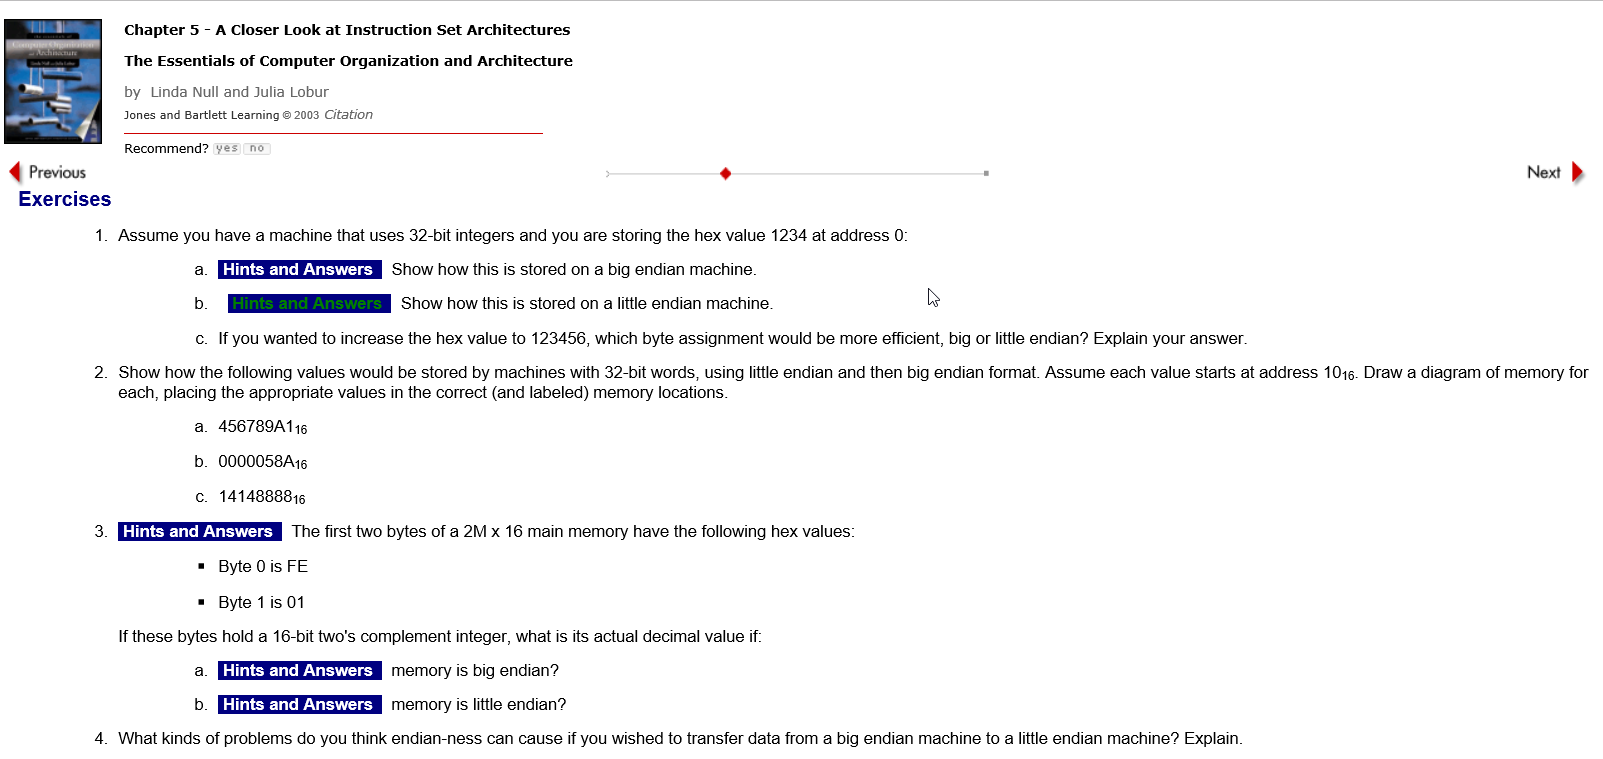 the essentials of
Computer Organization
and Architecture
Linda Null and Julia Lobur
Chapter 5 - A Closer Look at Instruction Set Architectures
The Essentials of Computer Organization and Architecture
by Linda Null and Julia Lobur
Jones and Bartlett Learning © 2003 Citation
Recommend? yes no
Previous
Next
Exercises
1. Assume you have a machine that uses 32-bit integers and you are storing the hex value 1234 at address 0:
a. Hints and Answers Show how this is stored on a big endian machine.
b. Hints and Answers Show how this is stored on a little endian machine.
c. If you wanted to increase the hex value to 123456, which byte assignment would be more efficient, big or little endian? Explain your answer.
2. Show how the following values would be stored by machines with 32-bit words, using little endian and then big endian format. Assume each value starts at address 10₁₆. Draw a diagram of memory for
each, placing the appropriate values in the correct (and labeled) memory locations.
a. 456789A1₁₆
b. 0000058A₁₆
c. 14148888₁₆
3. Hints and Answers The first two bytes of a 2M x 16 main memory have the following hex values:
▪ Byte 0 is FE
▪ Byte 1 is 01
If these bytes hold a 16-bit two's complement integer, what is its actual decimal value if:
a. Hints and Answers memory is big endian?
b. Hints and Answers memory is little endian?
4. What kinds of problems do you think endian-ness can cause if you wished to transfer data from a big endian machine to a little endian machine? Explain.